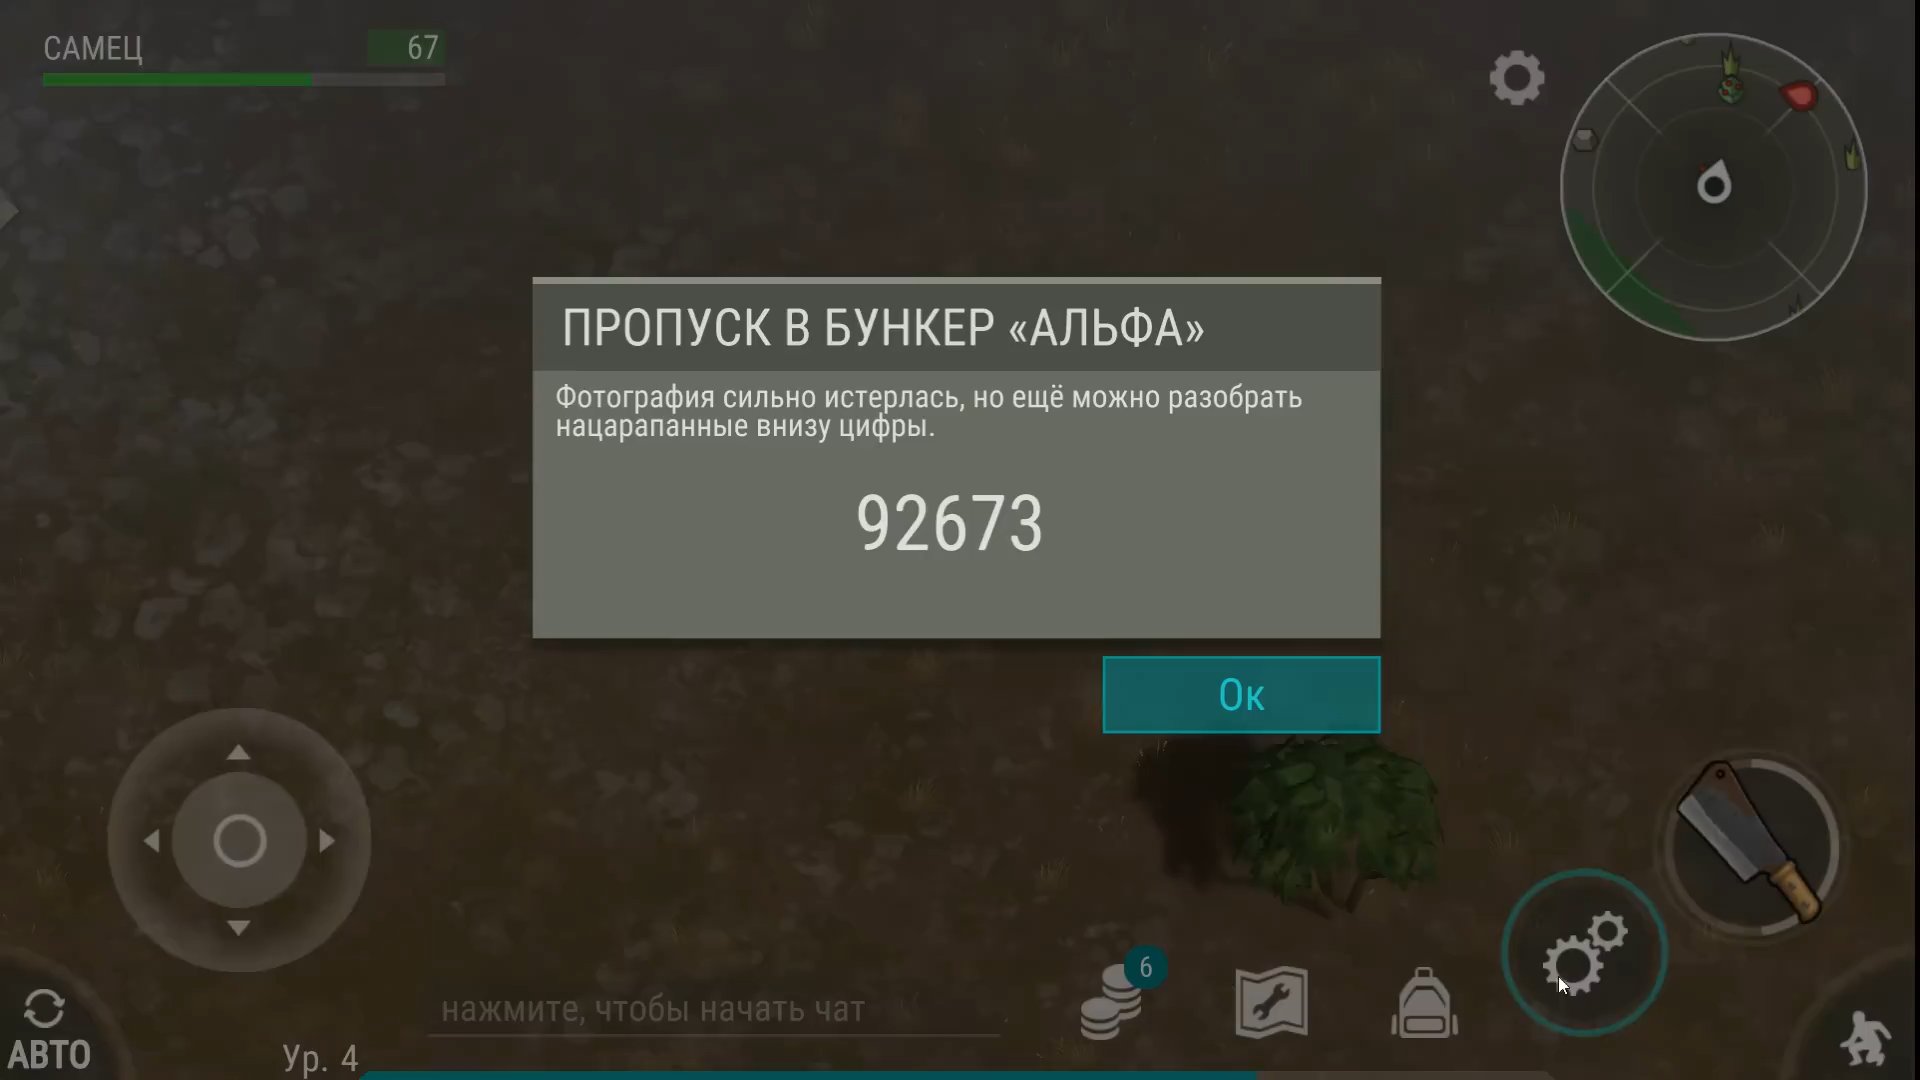 САМЕЦ 67
ПРОПУСК В БУНКЕР «АЛЬФА»
Фотография сильно истерлась, но ещё можно разобрать
нацарапанные внизу цифры.
92673
Ок
6
нажмите, чтобы начать чат
АВТО
Ур. 4